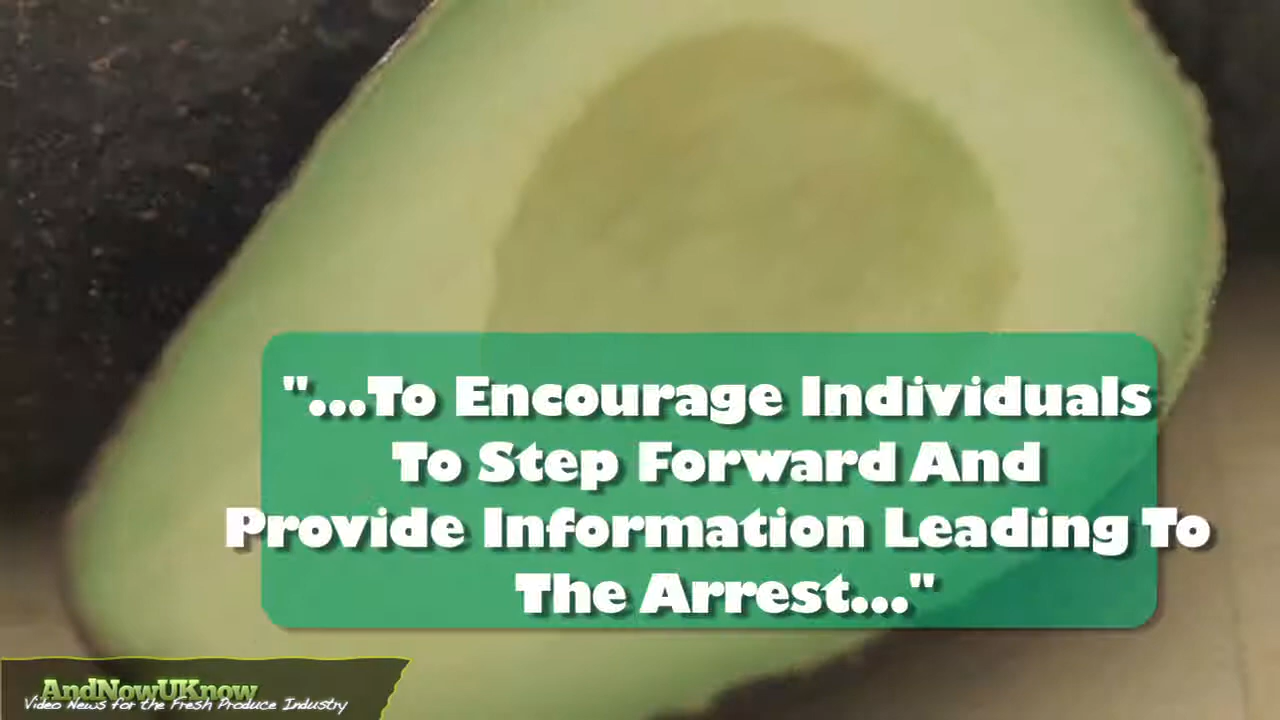 "...To Encourage Individuals
To Step Forward And
Provide Information Leading To
The Arrest..."
AndNowUKnow
Video News for the Fresh Produce Industry